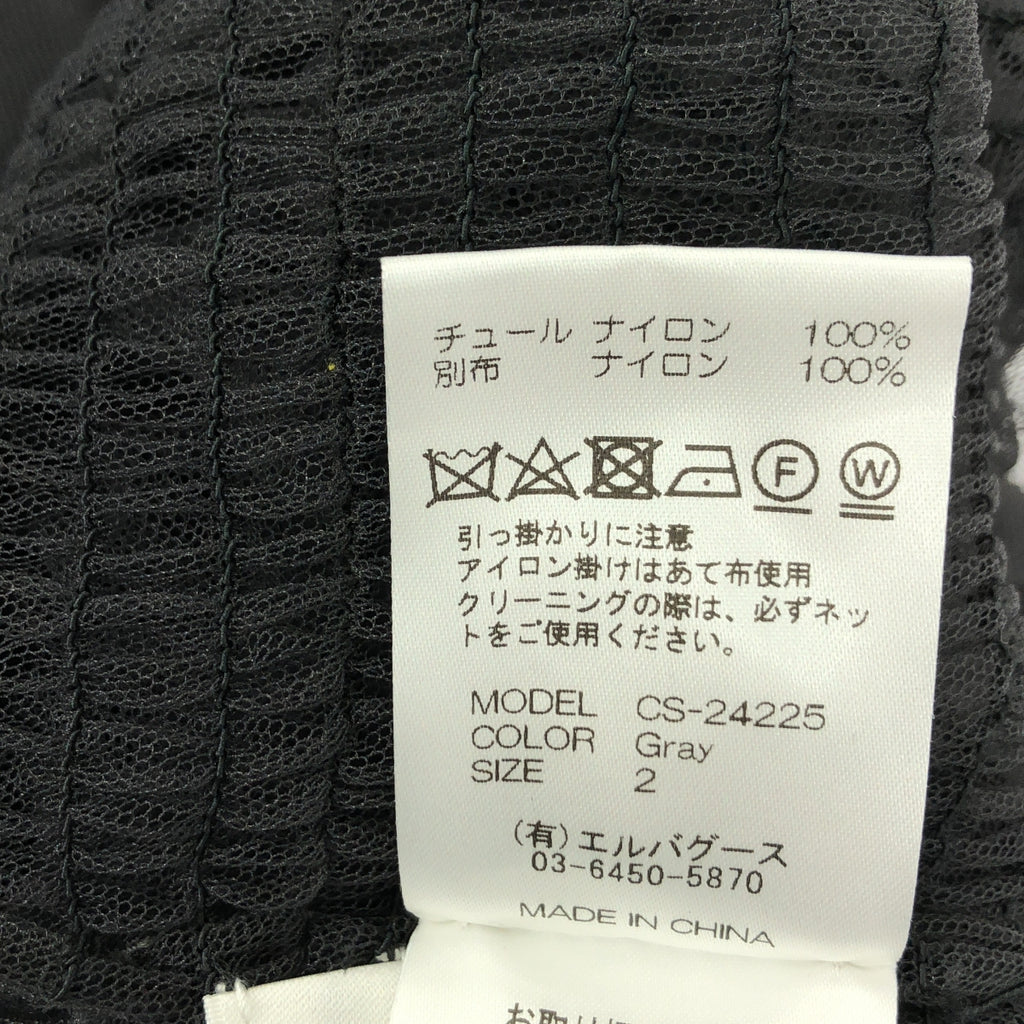 チュール ナイロン 100%
別布 ナイロン 100%
F W
引っ掛かりに注意
アイロン掛けはあて布使用
クリーニングの際は、必ずネッ
トをご使用ください。
MODEL CS-24225
COLOR Gray
SIZE 2
(有)エルバグース
03-6450-5870
MADE IN CHINA
お取り